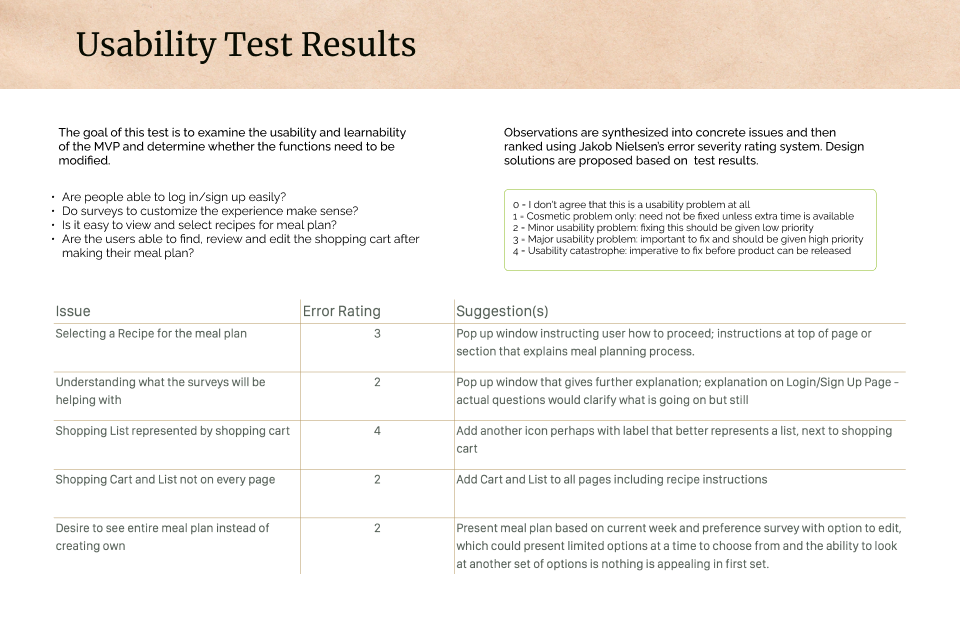 Usability Test Results
The goal of this test is to examine the usability and learnability
of the MVP and determine whether the functions need to be
modified.
• Are people able to log in/sign up easily?
• Do surveys to customize the experience make sense?
• Is it easy to view and select recipes for meal plan?
• Are the users able to find, review and edit the shopping cart after
making their meal plan?
Observations are synthesized into concrete issues and then
ranked using Jakob Nielsen's error severity rating system. Design
solutions are proposed based on  test results.
0 - I don't agree that this is a usability problem at all
1 - Cosmetic problem only: need not be fixed unless extra time is available
2 - Minor usability problem: fixing this should be given low priority
3 - Major usability problem: important to fix and should be given high priority
4 - Usability catastrophe: imperative to fix before product can be released
Issue Error Rating Suggestion(s)
Selecting a Recipe for the meal plan 3 Pop up window instructing user how to proceed; instructions at top of page or
section that explains meal planning process.
Understanding what the surveys will be 2 Pop up window that gives further explanation; explanation on Login/Sign Up Page -
helping with actual questions would clarify what is going on but still
Shopping List represented by shopping cart 4 Add another icon perhaps with label that better represents a list, next to shopping
cart
Shopping Cart and List not on every page 2 Add Cart and List to all pages including recipe instructions
Desire to see entire meal plan instead of 2 Present meal plan based on current week and preference survey with option to edit,
creating own which could present limited options at a time to choose from and the ability to look
at another set of options is nothing is appealing in first set.